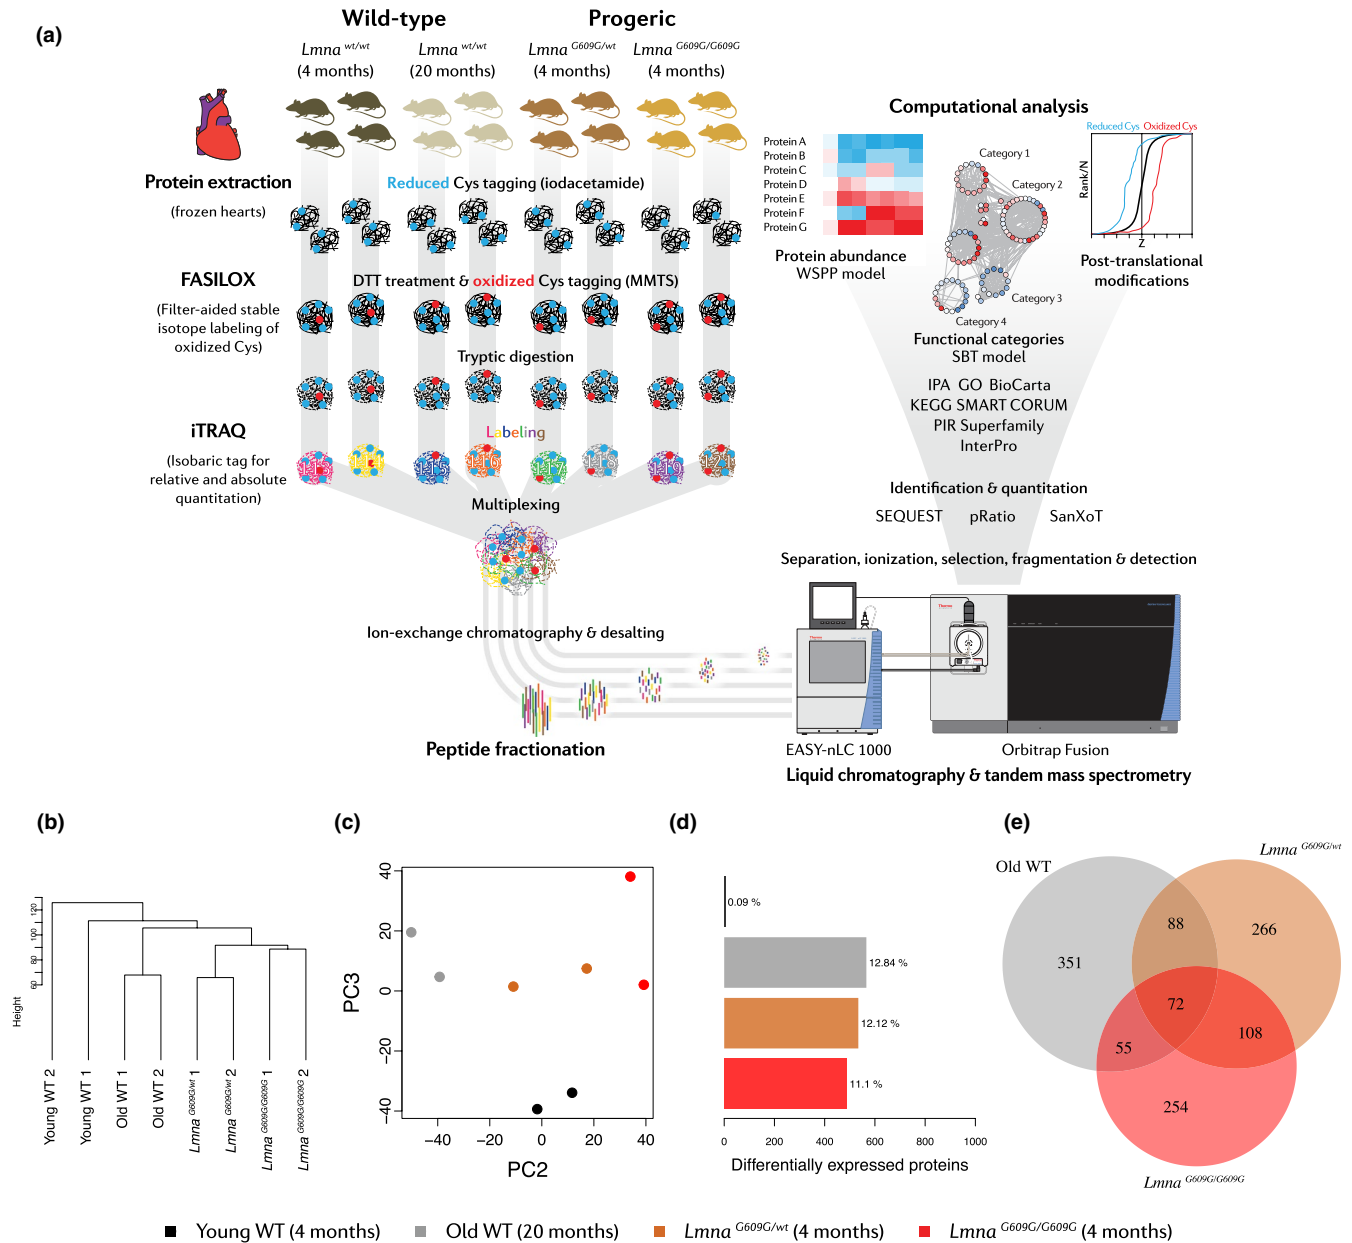 (a)
Wild-type
Progeric
Lmna wt/wt
(4 months)
Lmna wt/wt
(20 months)
Lmna G609G/wt
(4 months)
Lmna G609G/G609G
(4 months)
Protein extraction
(frozen hearts)
Reduced Cys tagging (iodacetamide)
FASILOX
(Filter-aided stable
isotope labeling of
oxidized Cys)
DTT treatment & oxidized Cys tagging (MMTS)
Tryptic digestion
iTRAQ
(Isobaric tag for
relative and absolute
quantitation)
Labeling
113
114
115
116
117
118
119
121
Multiplexing
Ion-exchange chromatography & desalting
Peptide fractionation
Computational analysis
Protein A
Protein B
Protein C
Protein D
Protein E
Protein F
Protein G
Protein abundance
WSPP model
Category 1
Category 2
Category 3
Category 4
Functional categories
SBT model
Reduced Cys Oxidized Cys
Rank/N
Z
Post-translational
modifications
IPA GO BioCarta
KEGG SMART CORUM
PIR Superfamily
InterPro
Identification & quantitation
SEQUEST pRatio SanXoT
Separation, ionization, selection, fragmentation & detection
Thermo
Thermo
EASY-nLC 1000
Orbitrap Fusion
Liquid chromatography & tandem mass spectrometry
(b)
Height
120
100
80
60
Young WT 2
Young WT 1
Old WT 1
Old WT 2
Lmna G609G/wt 1
Lmna G609G/wt 2
Lmna G609G/G609G 1
Lmna G609G/G609G 2
(c)
PC3
40
20
0
−20
−40
−40
−20
0
20
40
PC2
(d)
0.09 %
12.84 %
12.12 %
11.1 %
0
200
400
600
800
1000
Differentially expressed proteins
(e)
Old WT
Lmna G609G/wt
351
88
266
72
55
108
254
Lmna G609G/G609G
Young WT (4 months)
Old WT (20 months)
Lmna G609G/wt (4 months)
Lmna G609G/G609G (4 months)